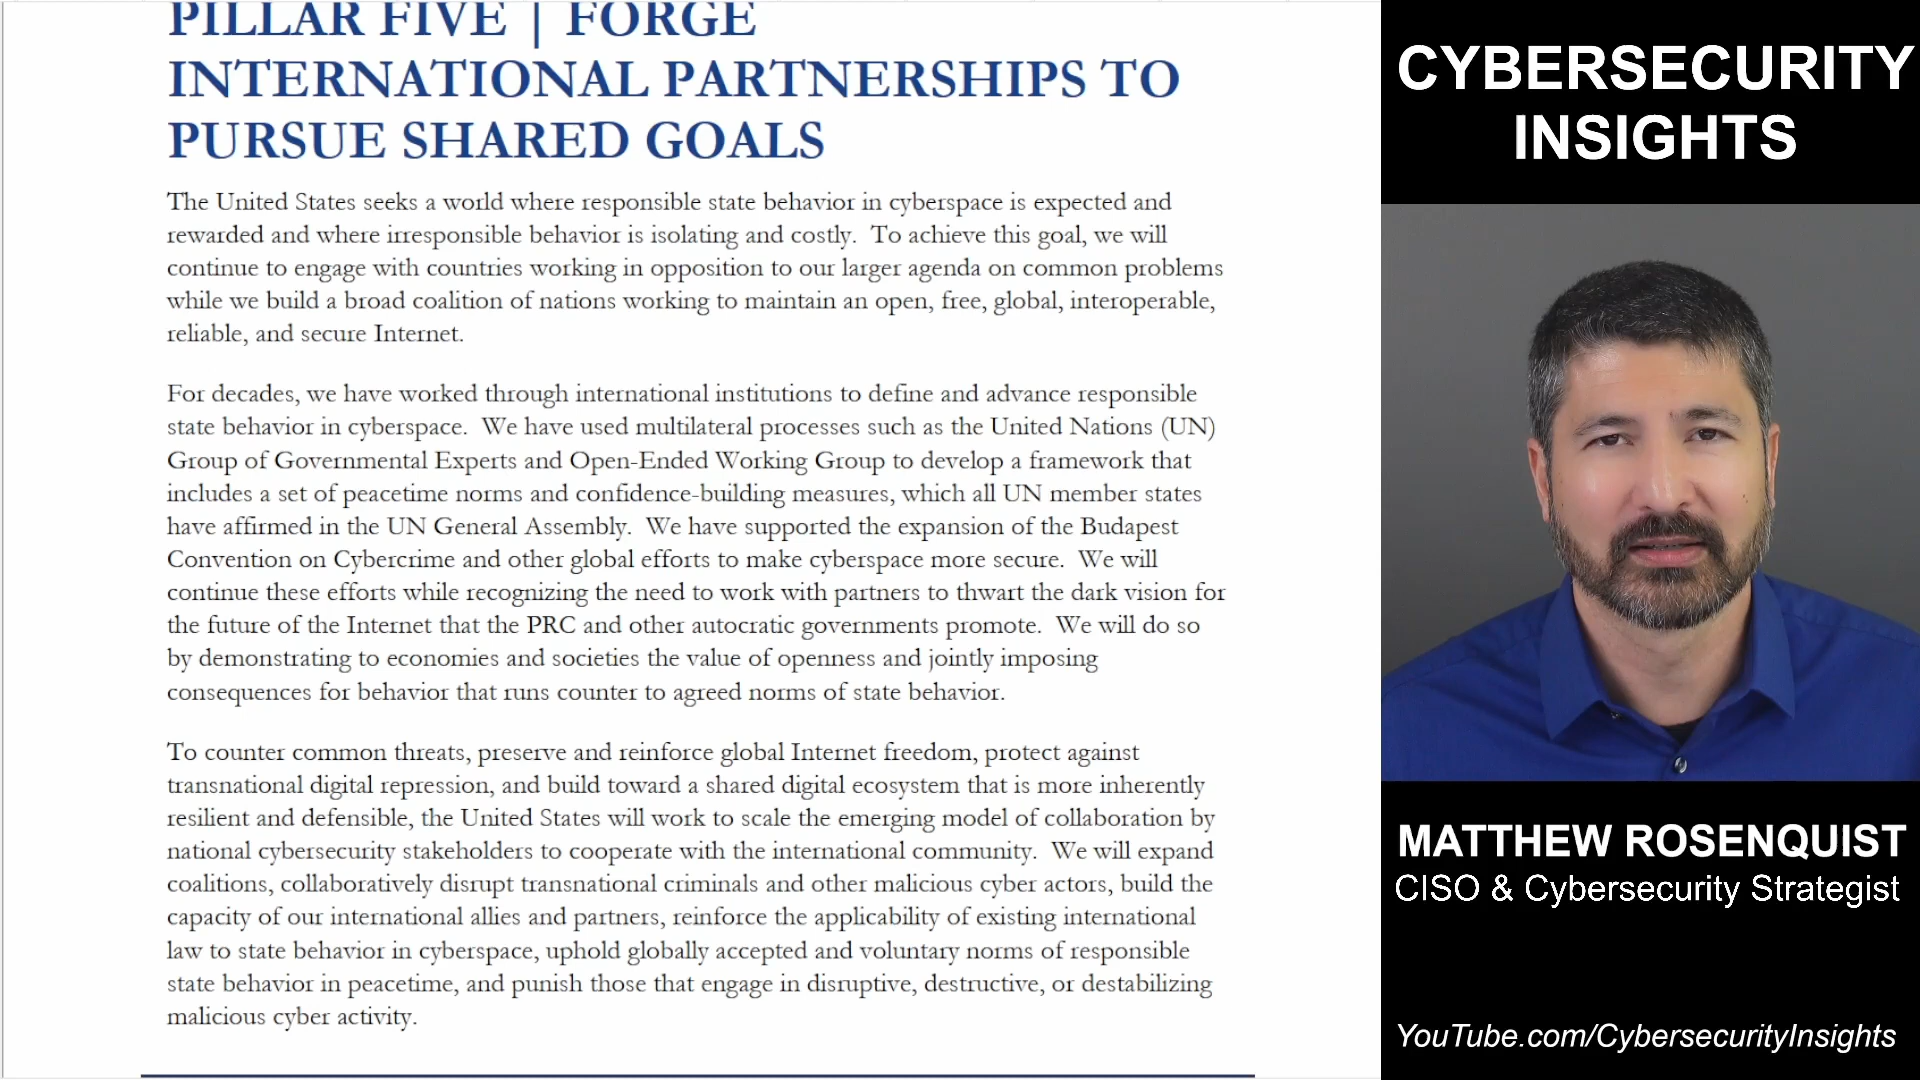 PILLAR FIVE | FORGE
INTERNATIONAL PARTNERSHIPS TO
PURSUE SHARED GOALS
The United States seeks a world where responsible state behavior in cyberspace is expected and
rewarded and where irresponsible behavior is isolating and costly.  To achieve this goal, we will
continue to engage with countries working in opposition to our larger agenda on common problems
while we build a broad coalition of nations working to maintain an open, free, global, interoperable,
reliable, and secure Internet.
For decades, we have worked through international institutions to define and advance responsible
state behavior in cyberspace.  We have used multilateral processes such as the United Nations (UN)
Group of Governmental Experts and Open-Ended Working Group to develop a framework that
includes a set of peacetime norms and confidence-building measures, which all UN member states
have affirmed in the UN General Assembly.  We have supported the expansion of the Budapest
Convention on Cybercrime and other global efforts to make cyberspace more secure.  We will
continue these efforts while recognizing the need to work with partners to thwart the dark vision for
the future of the Internet that the PRC and other autocratic governments promote.  We will do so
by demonstrating to economies and societies the value of openness and jointly imposing
consequences for behavior that runs counter to agreed norms of state behavior.
To counter common threats, preserve and reinforce global Internet freedom, protect against
transnational digital repression, and build toward a shared digital ecosystem that is more inherently
resilient and defensible, the United States will work to scale the emerging model of collaboration by
national cybersecurity stakeholders to cooperate with the international community.  We will expand
coalitions, collaboratively disrupt transnational criminals and other malicious cyber actors, build the
capacity of our international allies and partners, reinforce the applicability of existing international
law to state behavior in cyberspace, uphold globally accepted and voluntary norms of responsible
state behavior in peacetime, and punish those that engage in disruptive, destructive, or destabilizing
malicious cyber activity.
CYBERSECURITY
INSIGHTS
MATTHEW ROSENQUIST
CISO & Cybersecurity Strategist
YouTube.com/CybersecurityInsights